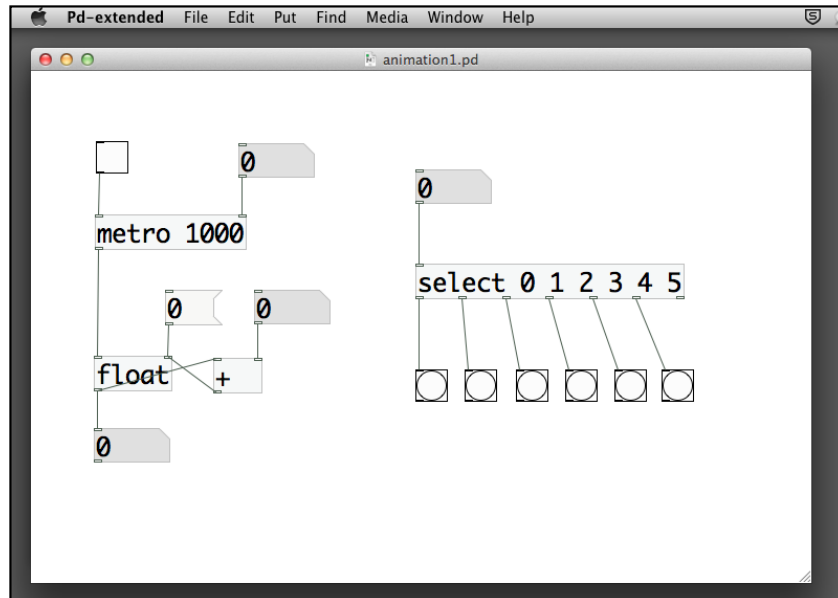 Pd-extended File Edit Put Find Media Window Help
animation1.pd
0
0
metro 1000
select 0 1 2 3 4 5
0
0
float
+
0